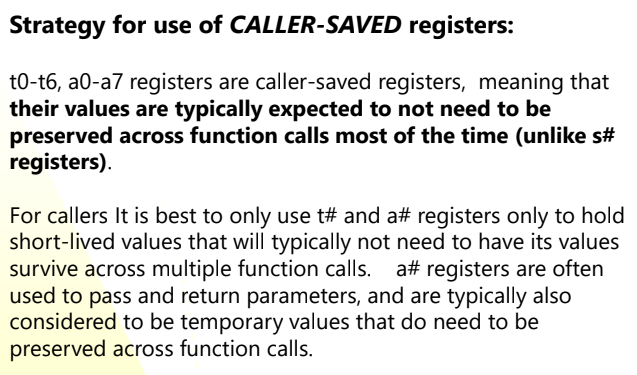 Strategy for use of CALLER-SAVED registers:
t0-t6, a0-a7 registers are caller-saved registers, meaning that
their values are typically expected to not need to be
preserved across function calls most of the time (unlike s#
registers).
For callers It is best to only use t# and a# registers only to hold
short-lived values that will typically not need to have its values
survive across multiple function calls. a# registers are often
used to pass and return parameters, and are typically also
considered to be temporary values that do need to be
preserved across function calls.